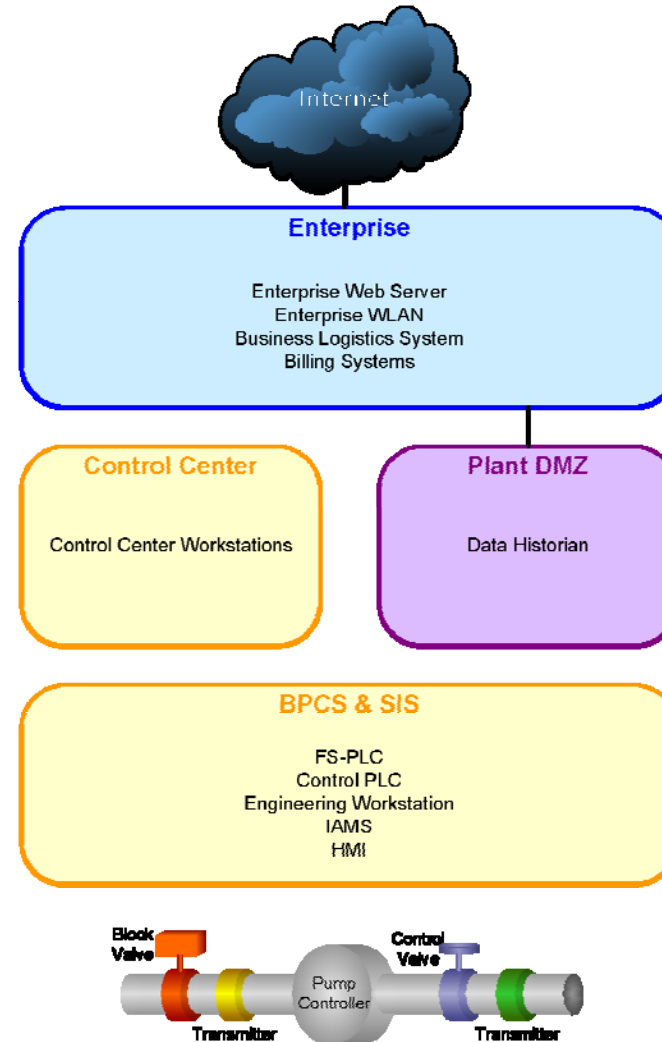 Internet
Enterprise
Enterprise Web Server
Enterprise WLAN
Business Logistics System
Billing Systems
Control Center
Control Center Workstations
Plant DMZ
Data Historian
BPCS & SIS
FS-PLC
Control PLC
Engineering Workstation
IAMS
HMI
Block
Valve
Transmitter
Pump
Controller
Control
Valve
Transmitter